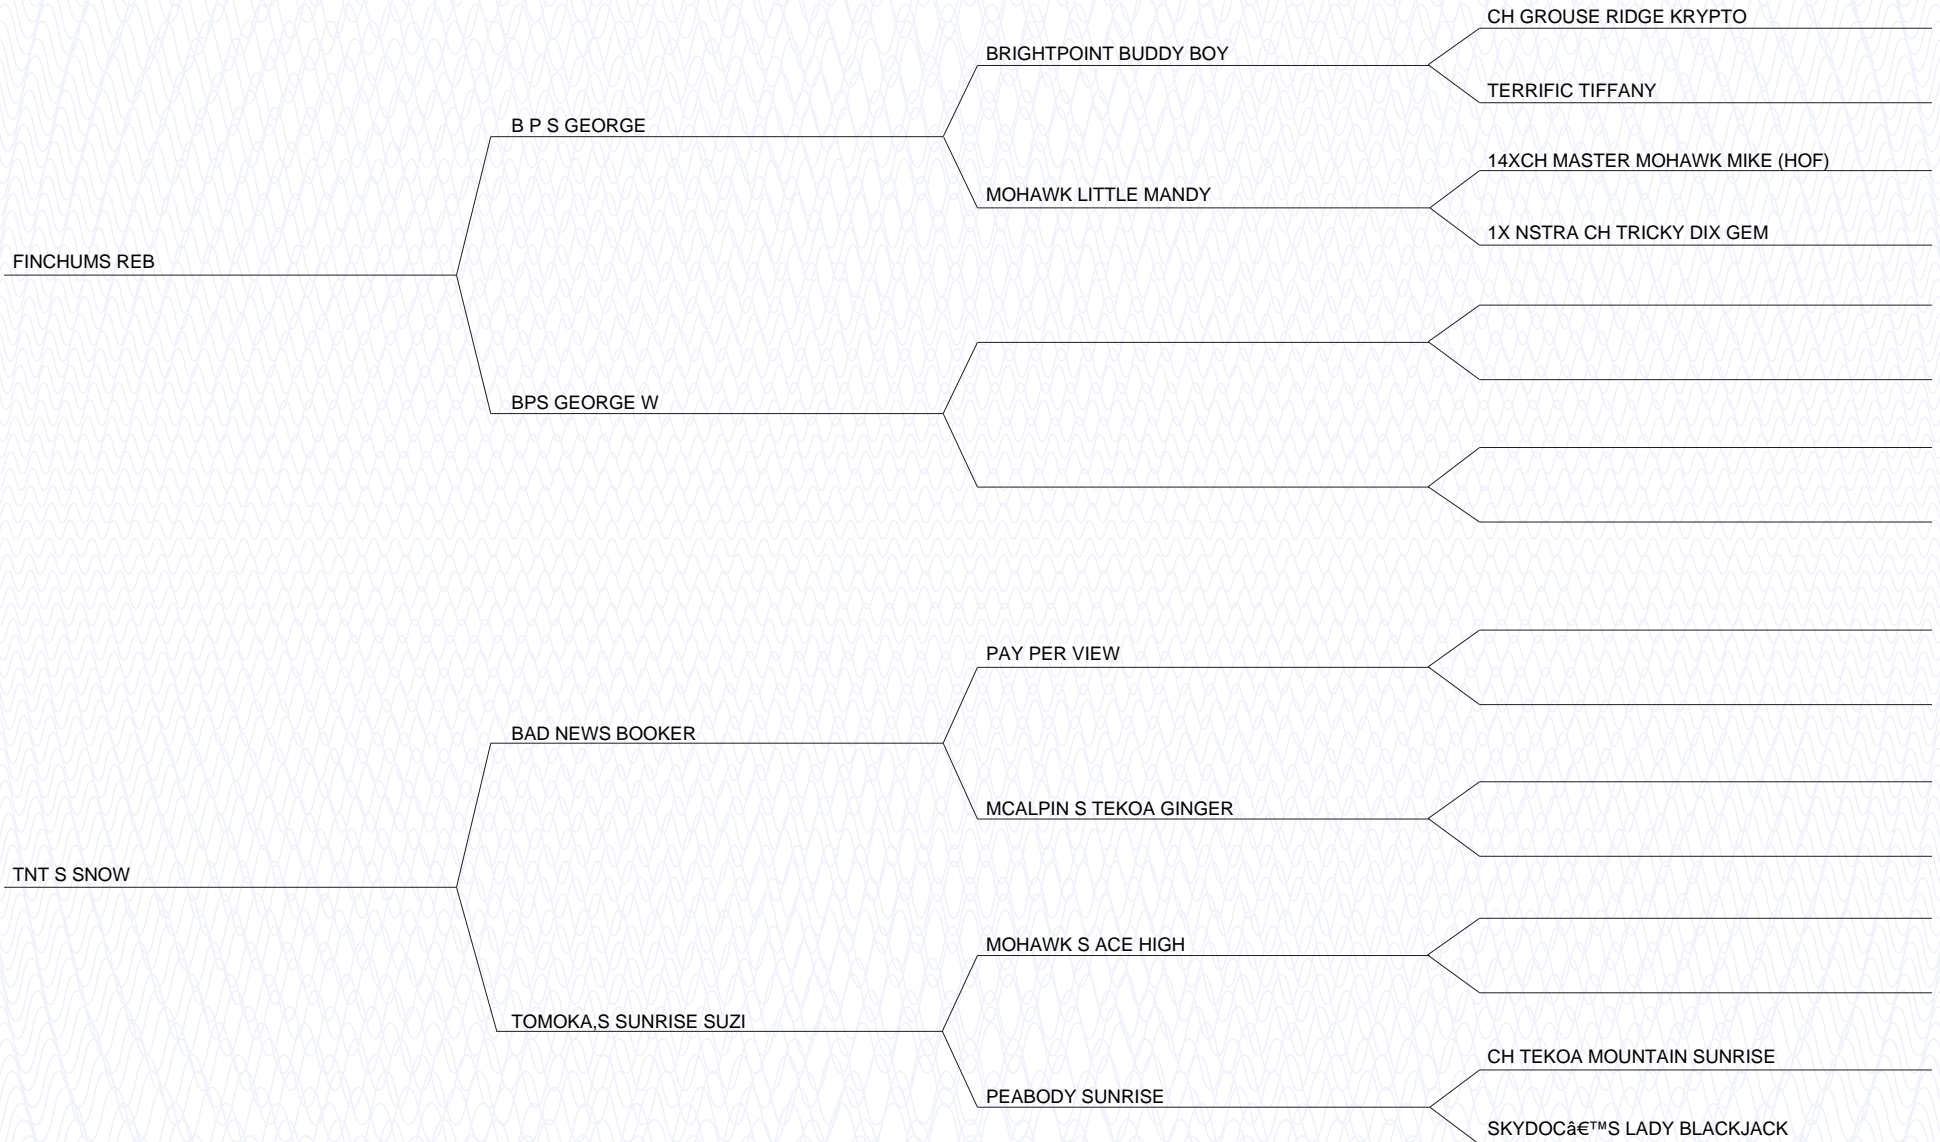 CH GROUSE RIDGE KRYPTO
BRIGHTPOINT BUDDY BOY
TERRIFIC TIFFANY
B P S GEORGE
14XCH MASTER MOHAWK MIKE (HOF)
MOHAWK LITTLE MANDY
1X NSTRA CH TRICKY DIX GEM
FINCHUMS REB
BPS GEORGE W
PAY PER VIEW
BAD NEWS BOOKER
MCALPIN S TEKOA GINGER
TNT S SNOW
MOHAWK S ACE HIGH
TOMOKA,S SUNRISE SUZI
CH TEKOA MOUNTAIN SUNRISE
PEABODY SUNRISE
SKYDOCâ€™S LADY BLACKJACK